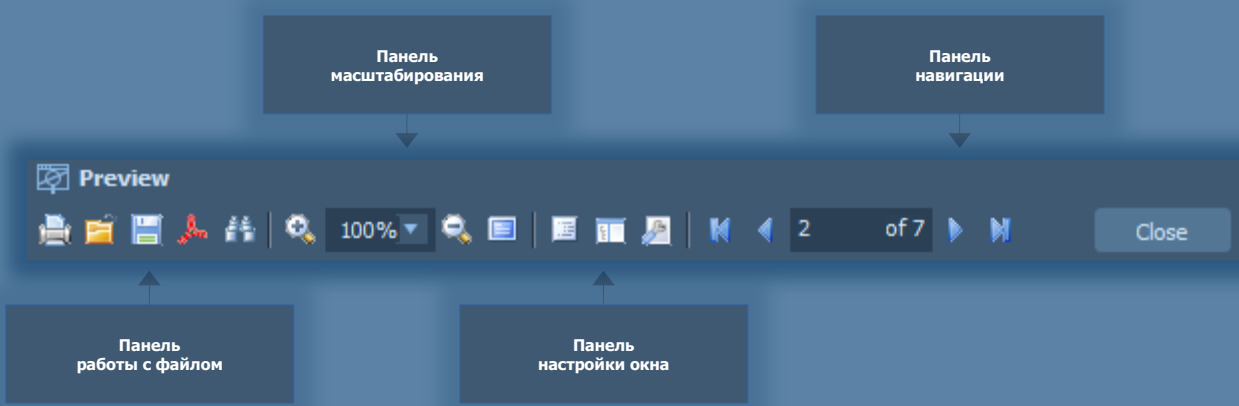 Панель
масштабирования
Панель
навигации
Preview
100%
2 of 7
Close
Панель
работы с файлом
Панель
настройки окна